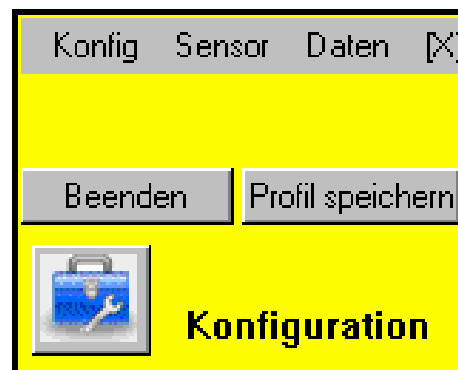 Konfig Sensor Daten [X]
Beenden Profil speichern
Konfiguration